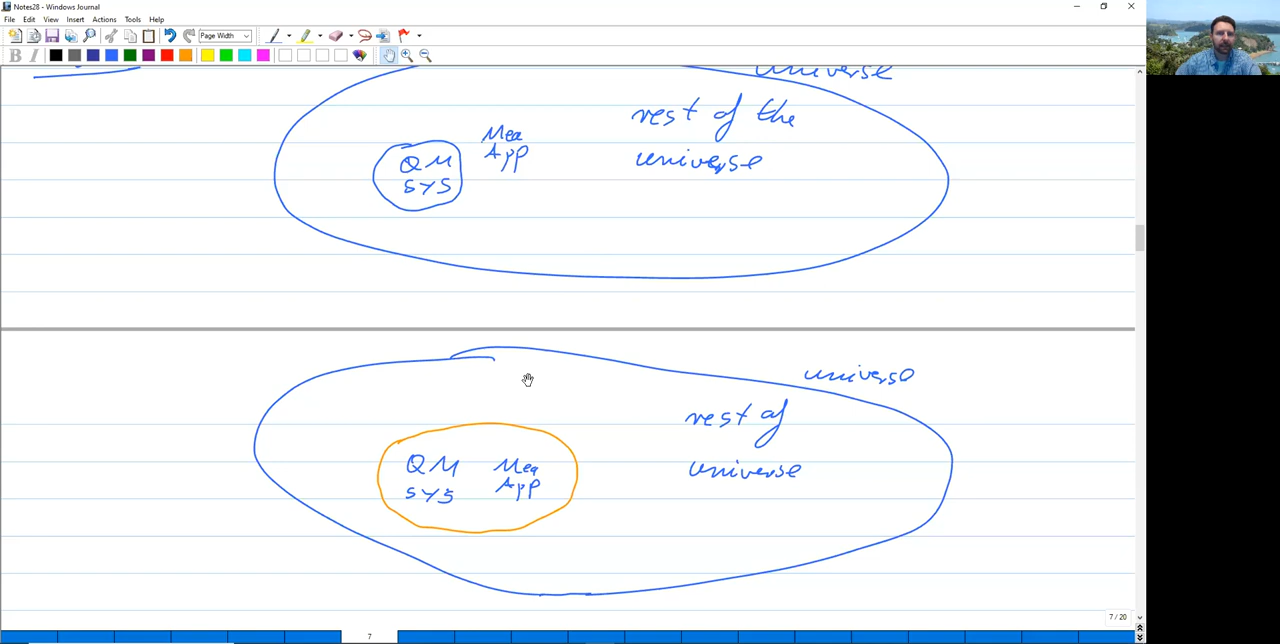 Notes28 - Windows Journal
File Edit View Insert Actions Tools Help
Page Width
B I
universe
rest of the
universe
Mea
App
QM
SYS
universe
rest of
universe
QM Mea
SYS App
7 / 20
7